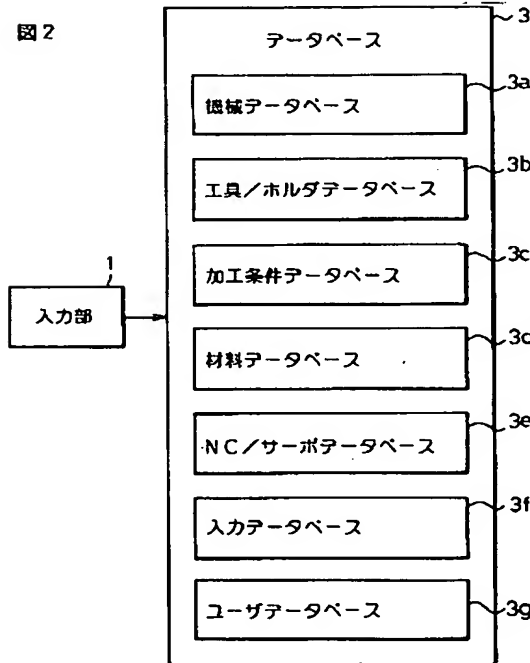 図2
3
データベース
3a
機械データベース
3b
工具/ホルダデータベース
3c
加工条件データベース
1
入力部
3d
材料データベース
3e
NC/サーボデータベース
3f
入力データベース
3g
ユーザデータベース